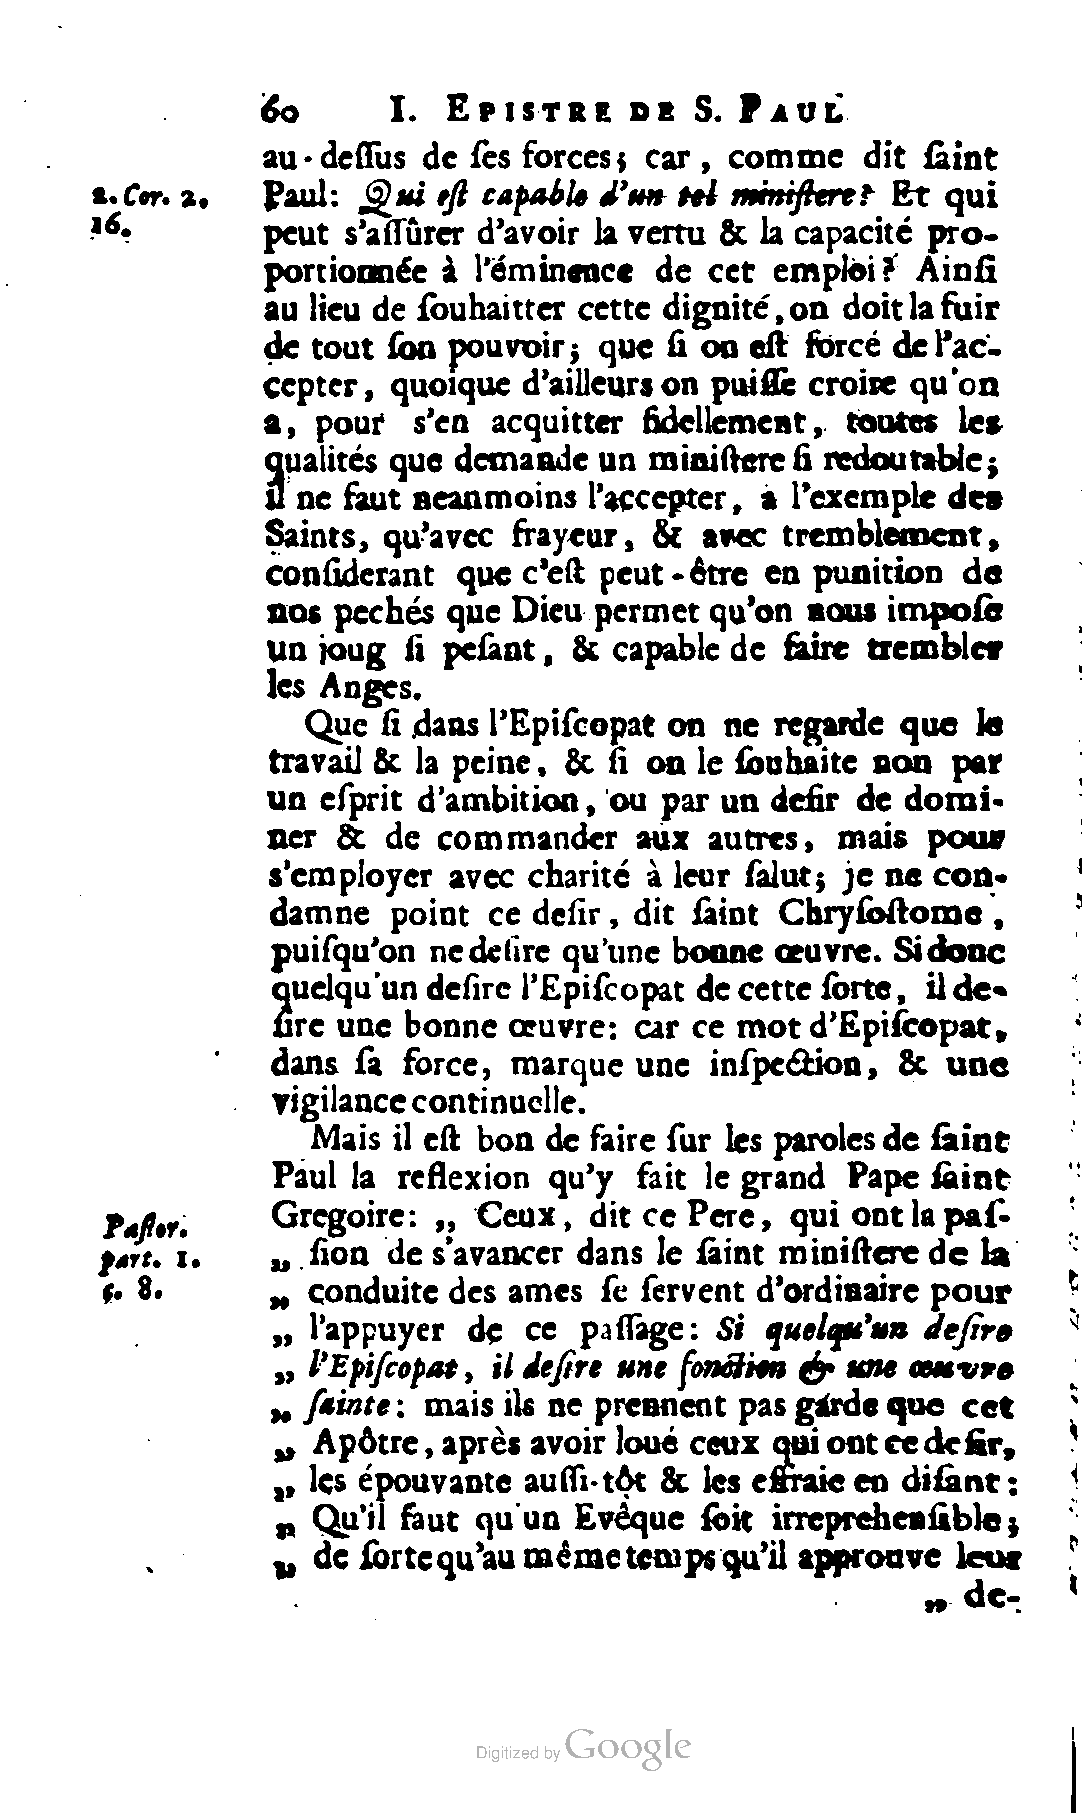 60 I. EPISTRE DE S. PAUL
au-deſſus de ſes forces; car, comme dit ſaint
2. Cor. 2. Paul: Qui eſt capable d'un tel miniſtere? Et qui
16. peut s'aſſûrer d'avoir la vertu & la capacité pro-
portionnée à l'éminence de cet emploi? Ainſi
au lieu de ſouhaitter cette dignité, on doit la fuir
de tout ſon pouvoir; que ſi on eſt forcé de l'ac-
cepter, quoique d'ailleurs on puiſſe croire qu'on
a, pour s'en acquitter fidellement, toutes les
qualités que demande un miniſtere ſi redoutable;
il ne faut neanmoins l'accepter, à l'exemple des
Saints, qu'avec frayeur, & avec tremblement,
conſiderant que c'eſt peut-être en punition de
nos pechés que Dieu permet qu'on nous impoſe
un joug ſi peſant, & capable de faire trembler
les Anges.
Que ſi dans l'Epiſcopat on ne regarde que le
travail & la peine, & ſi on le ſouhaite non par
un eſprit d'ambition, ou par un deſir de domi-
ner & de commander aux autres, mais pour
s'employer avec charité à leur ſalut; je ne con-
damne point ce deſir, dit ſaint Chryſoſtome,
puiſqu'on ne deſire qu'une bonne œuvre. Si donc
quelqu'un deſire l'Epiſcopat de cette ſorte, il de-
ſire une bonne œuvre: car ce mot d'Epiſcopat,
dans ſa force, marque une inſpection, & une
vigilance continuelle.
Mais il eſt bon de faire ſur les paroles de ſaint
Paul la reflexion qu'y fait le grand Pape ſaint
Paſtor. Gregoire: „ Ceux, dit ce Pere, qui ont la paſ-
part. 1. „ ſion de s'avancer dans le ſaint miniſtere de la
c. 8. „ conduite des ames ſe ſervent d'ordinaire pour
„ l'appuyer de ce paſſage: Si quelqu'un deſire
„ l'Epiſcopat, il deſire une fonction & une œuvre
„ ſainte: mais ils ne prennent pas garde que cet
„ Apôtre, après avoir loué ceux qui ont ce deſir,
„ les épouvante auſſi-tôt & les effraie en diſant:
„ Qu'il faut qu'un Evêque ſoit irreprehenſible;
„ de ſorte qu'au même temps qu'il approuve leur
„ de-
Digitized by Google